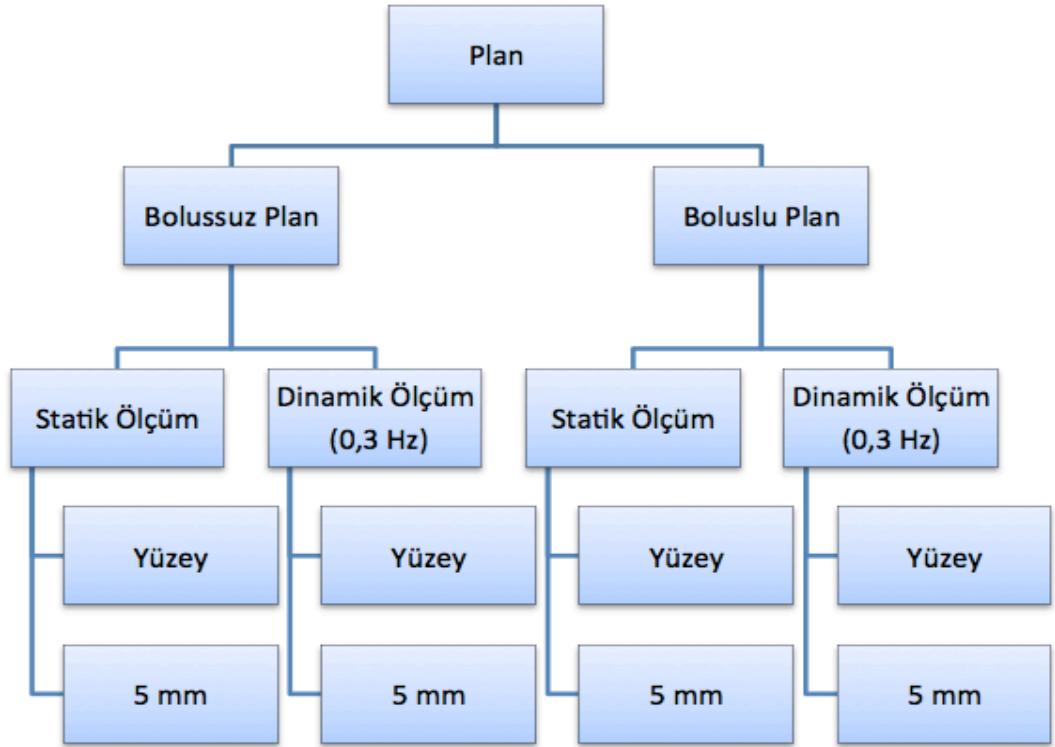 Plan
Bolussuz Plan
Boluslu Plan
Statik Ölçüm
Dinamik Ölçüm
(0,3 Hz)
Statik Ölçüm
Dinamik Ölçüm
(0,3 Hz)
Yüzey
Yüzey
Yüzey
Yüzey
5 mm
5 mm
5 mm
5 mm